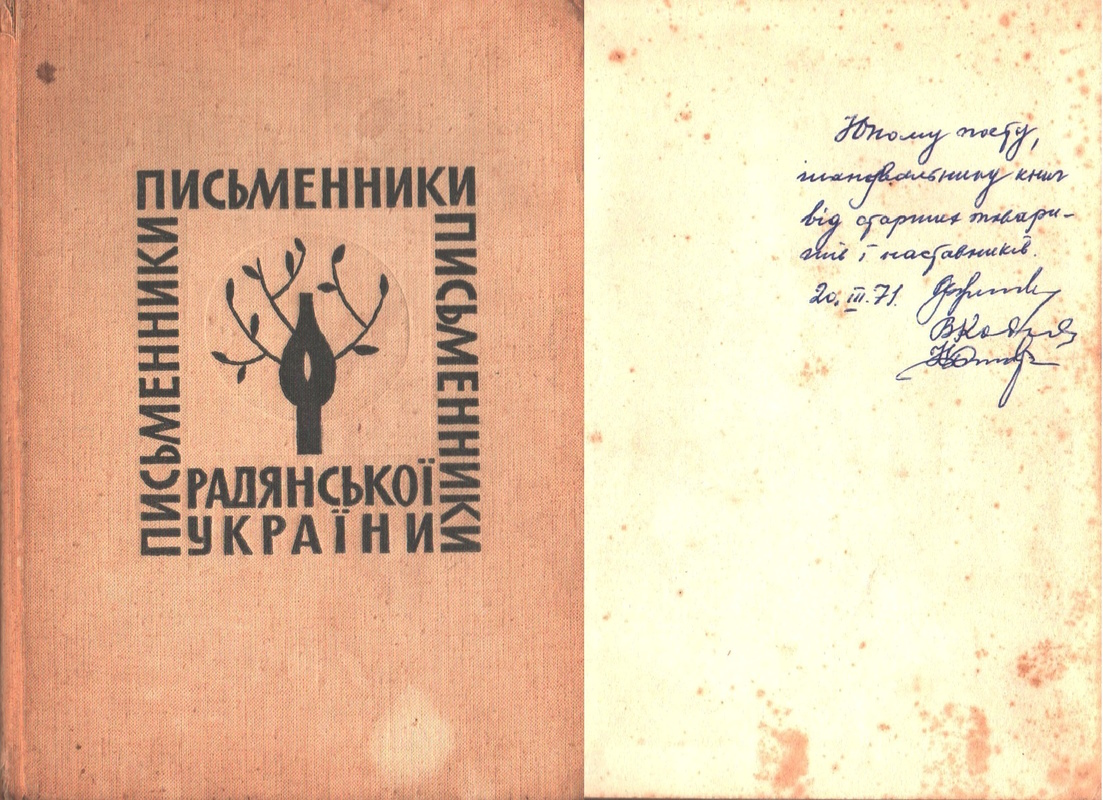 ПИСЬМЕННИКИ
ПИСЬМЕННИКИ
ПИСЬМЕННИКИ
РАДЯНСЬКОЇ
УКРАЇНИ
Юному поету,
шанувальнику книг
від старших товари-
шів і наставників.
20.III.71.